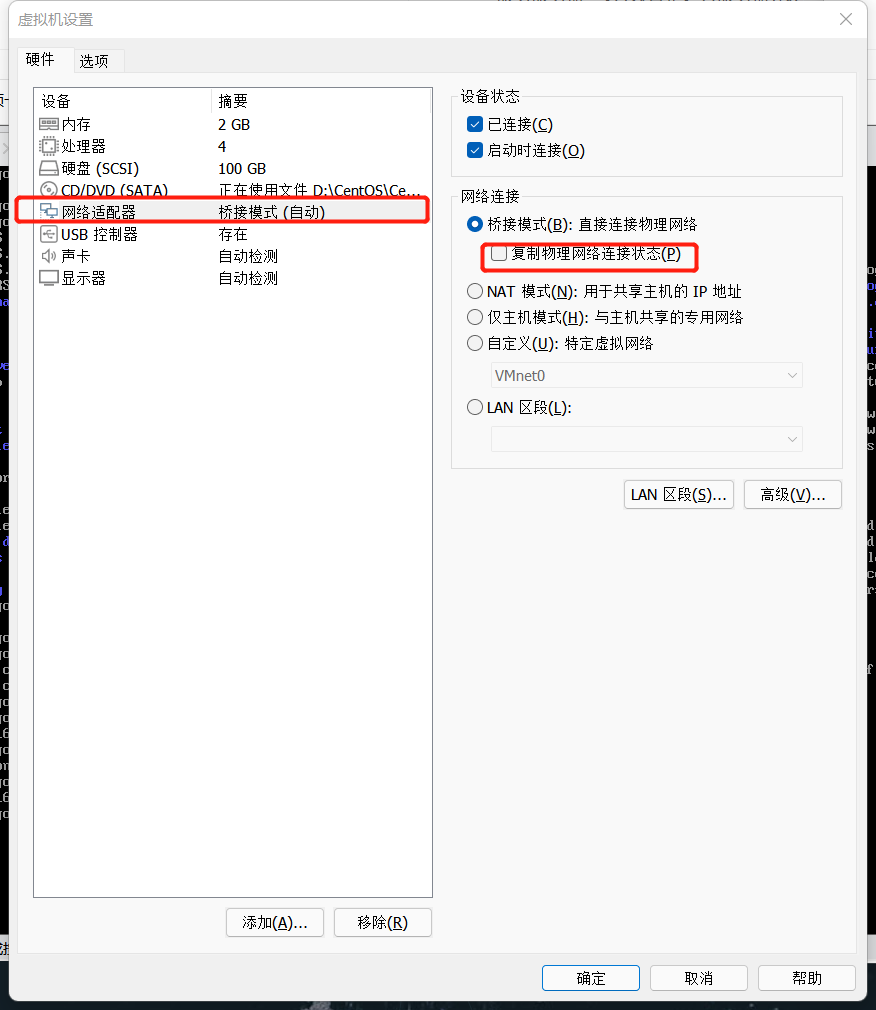 虚拟机设置
硬件 选项
设备 摘要
内存 2 GB
处理器 4
硬盘 (SCSI) 100 GB
CD/DVD (SATA) 正在使用文件 D:\CentOS\Ce...
网络适配器 桥接模式 (自动)
USB 控制器 存在
声卡 自动检测
显示器 自动检测
添加(A)... 移除(R)
设备状态
已连接(C)
启动时连接(O)
网络连接
桥接模式(B): 直接连接物理网络
复制物理网络连接状态(P)
NAT 模式(N): 用于共享主机的 IP 地址
仅主机模式(H): 与主机共享的专用网络
自定义(U): 特定虚拟网络
VMnet0
LAN 区段(L):
LAN 区段(S)... 高级(V)...
确定 取消 帮助